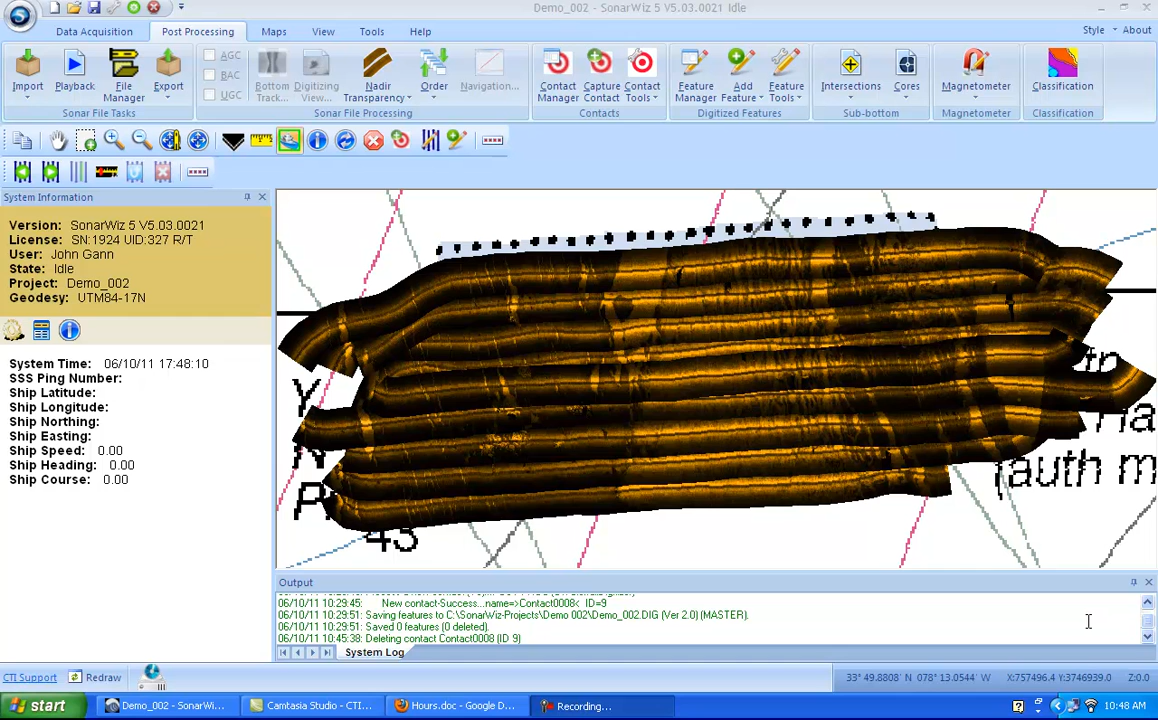 Demo_002 - SonarWiz 5 V5.03.0021 Idle
Data Acquisition Post Processing Maps View Tools Help Style About
Import Playback File Manager Export
AGC
BAC
UGC
Bottom Track... Digitizing View... Nadir Transparency Order Navigation...
Contact Manager Capture Contact Contact Tools
Feature Manager Add Feature Feature Tools
Intersections Cores Magnetometer Classification
Sonar File Tasks Sonar File Processing Contacts Digitized Features Sub-bottom Magnetometer Classification
System Information
Version: SonarWiz 5 V5.03.0021
License: SN:1924 UID:327 R/T
User: John Gann
State: Idle
Project: Demo_002
Geodesy: UTM84-17N
System Time: 06/10/11 17:48:10
SSS Ping Number:
Ship Latitude:
Ship Longitude:
Ship Northing:
Ship Easting:
Ship Speed: 0.00
Ship Heading: 0.00
Ship Course: 0.00
(auth m
43
Output
06/10/11 10:29:45: New contact-Success...name=>Contact0008< ID=9
06/10/11 10:29:51: Saving features to C:\SonarWiz-Projects\Demo 002\Demo_002.DIG (Ver 2.0) (MASTER).
06/10/11 10:29:51: Saved 0 features (0 deleted).
06/10/11 10:45:38: Deleting contact Contact0008 (ID 9)
System Log
CTI Support Redraw
33° 49.8808' N 078° 13.0544' W X:757496.4 Y:3746939.0 Z:0.0
start Demo_002 - SonarWi... Camtasia Studio - CTI... Hours.doc - Google D... Recording... 10:48 AM